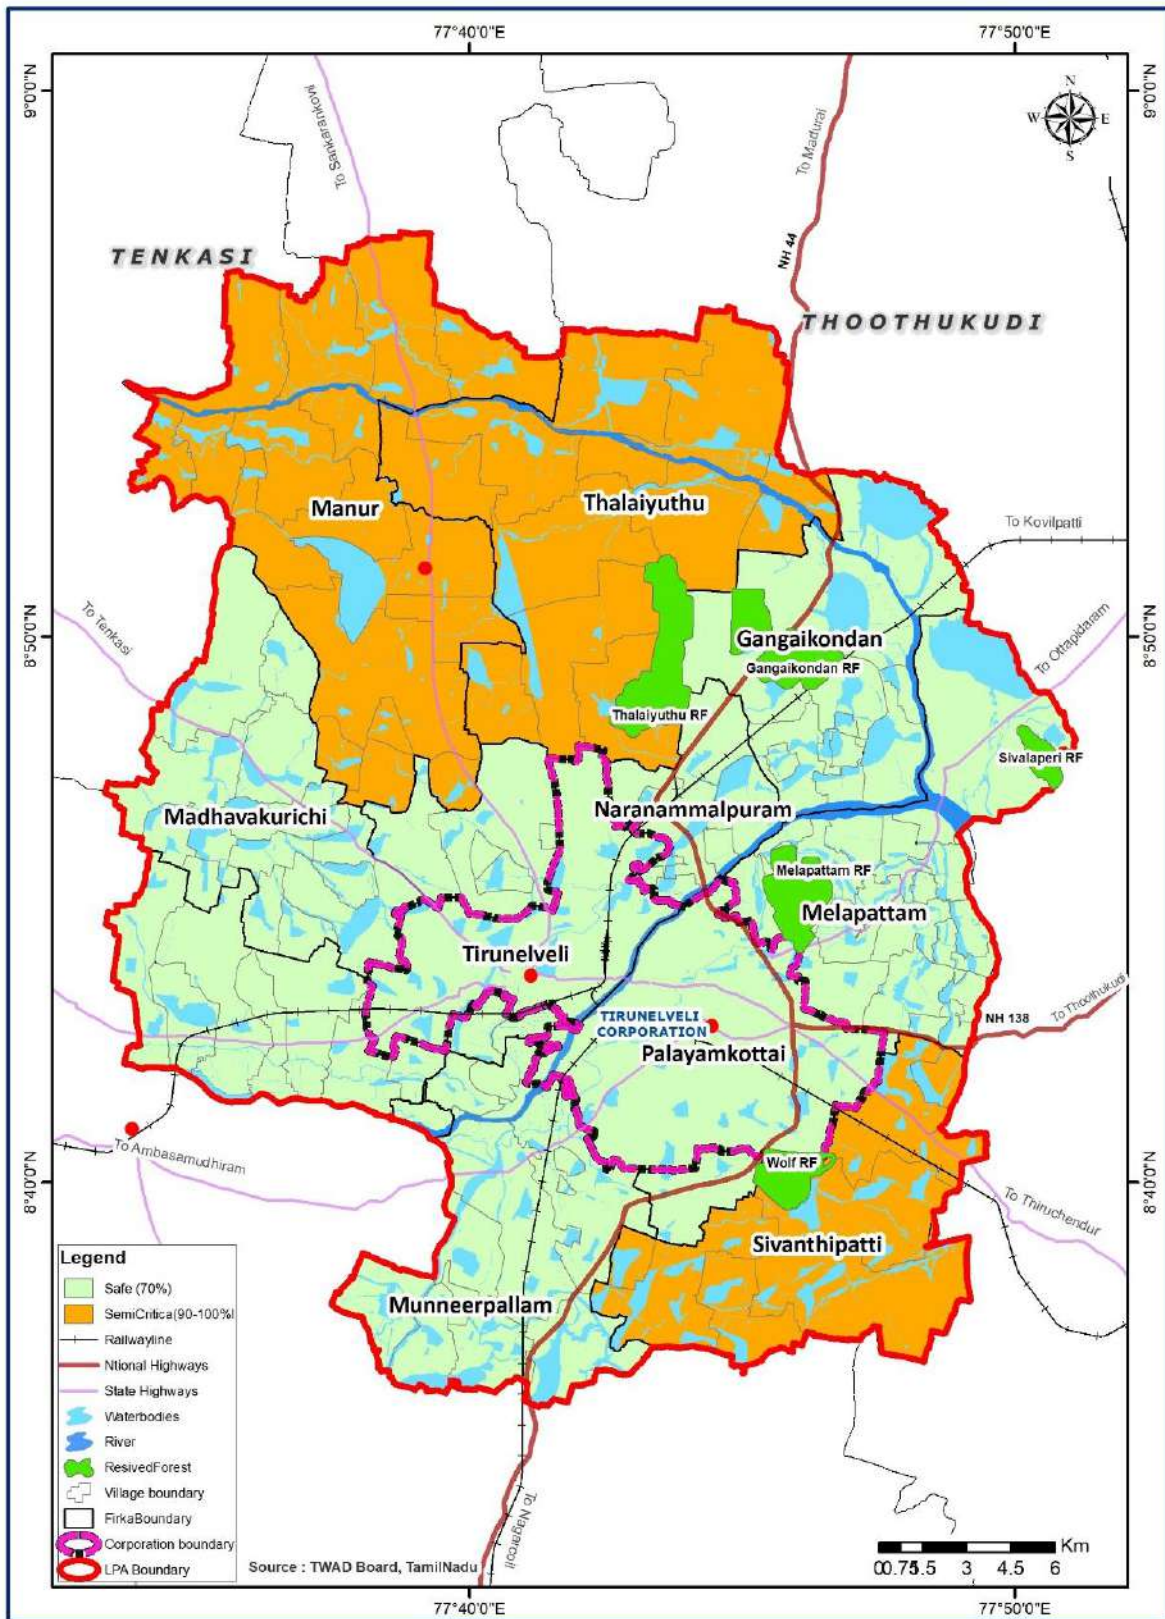 77°40'0"E
77°50'0"E
9°0'0"N
9°0'0"N
N
W E
S
To Sankarankovil
To Madurai
TENKASI
NH 44
THOOTHUKUDI
Manur
Thalaiyuthu
To Kovilpatti
To Tenkasi
8°50'0"N
8°50'0"N
Gangaikondan
Gangaikondan RF
To Ottapidaram
Thalaiyuthu RF
Sivalaperi RF
Madhavakurichi
Naranammalpuram
Melapattam RF
Melapattam
Tirunelveli
TIRUNELVELI
CORPORATION
NH 138
To Thoothukudi
Palayamkottai
To Ambasamudhiram
Wolf RF
8°40'0"N
8°40'0"N
To Thiruchendur
Sivanthipatti
Munneerpallam
Legend
Safe (70%)
SemiCritica(90-100%)
Railwayline
Ntional Highways
State Highways
Waterbodies
River
ResivedForest
Village boundary
FirkaBoundary
Corporation boundary
LPA Boundary
To Nagarcoil
Source : TWAD Board, TamilNadu
Km
00.751.5 3 4.5 6
77°40'0"E
77°50'0"E